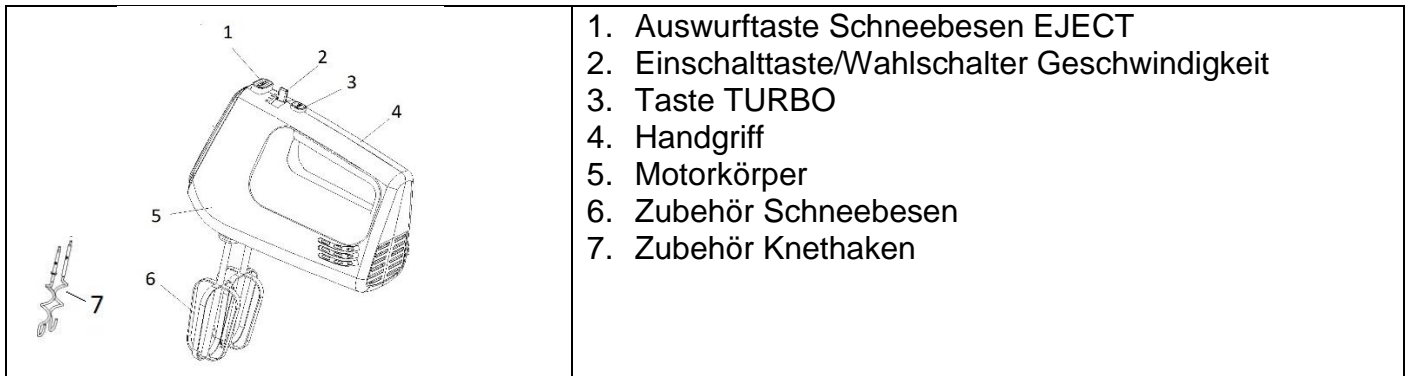 1
2
3
4
5
6
7
1. Auswurftaste Schneebesen EJECT
2. Einschalttaste/Wahlschalter Geschwindigkeit
3. Taste TURBO
4. Handgriff
5. Motorkörper
6. Zubehör Schneebesen
7. Zubehör Knethaken